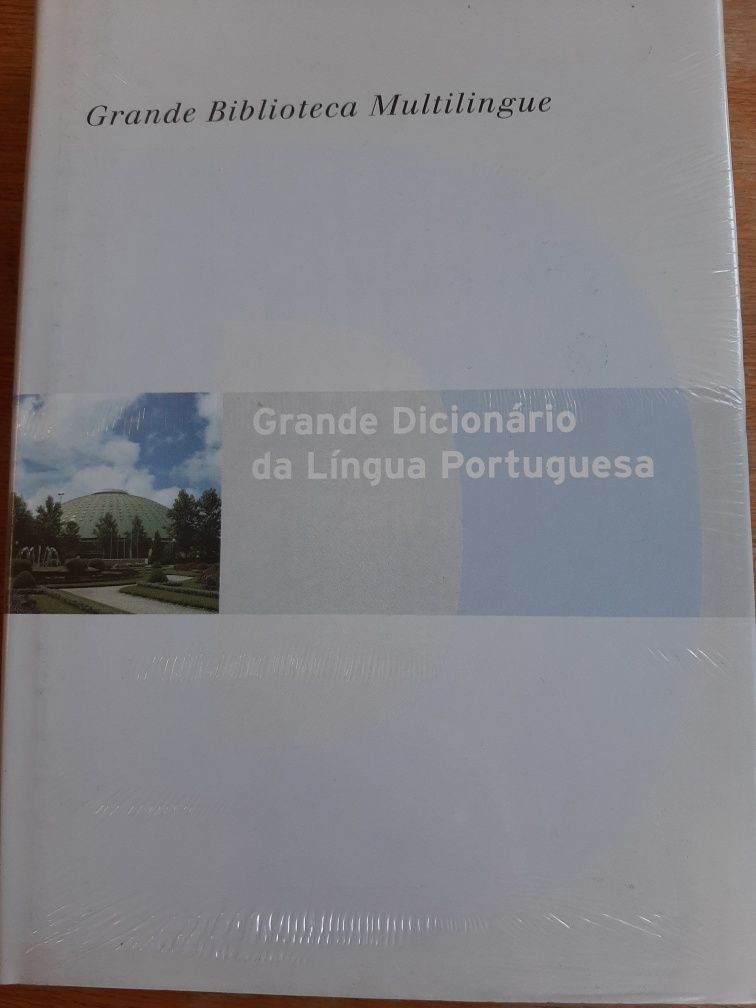 Grande Biblioteca Multilingue
Grande Dicionário
da Língua Portuguesa